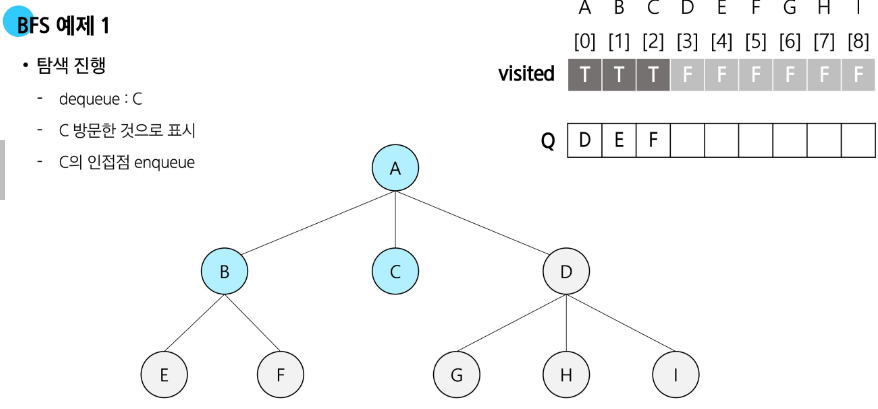 BFS 예제 1
• 탐색 진행
- dequeue : C
- C 방문한 것으로 표시
- C의 인접점 enqueue
A B C D E F G H I
[0] [1] [2] [3] [4] [5] [6] [7] [8]
visited T T T F F F F F F
Q D E F
A
B C D
E F G H I